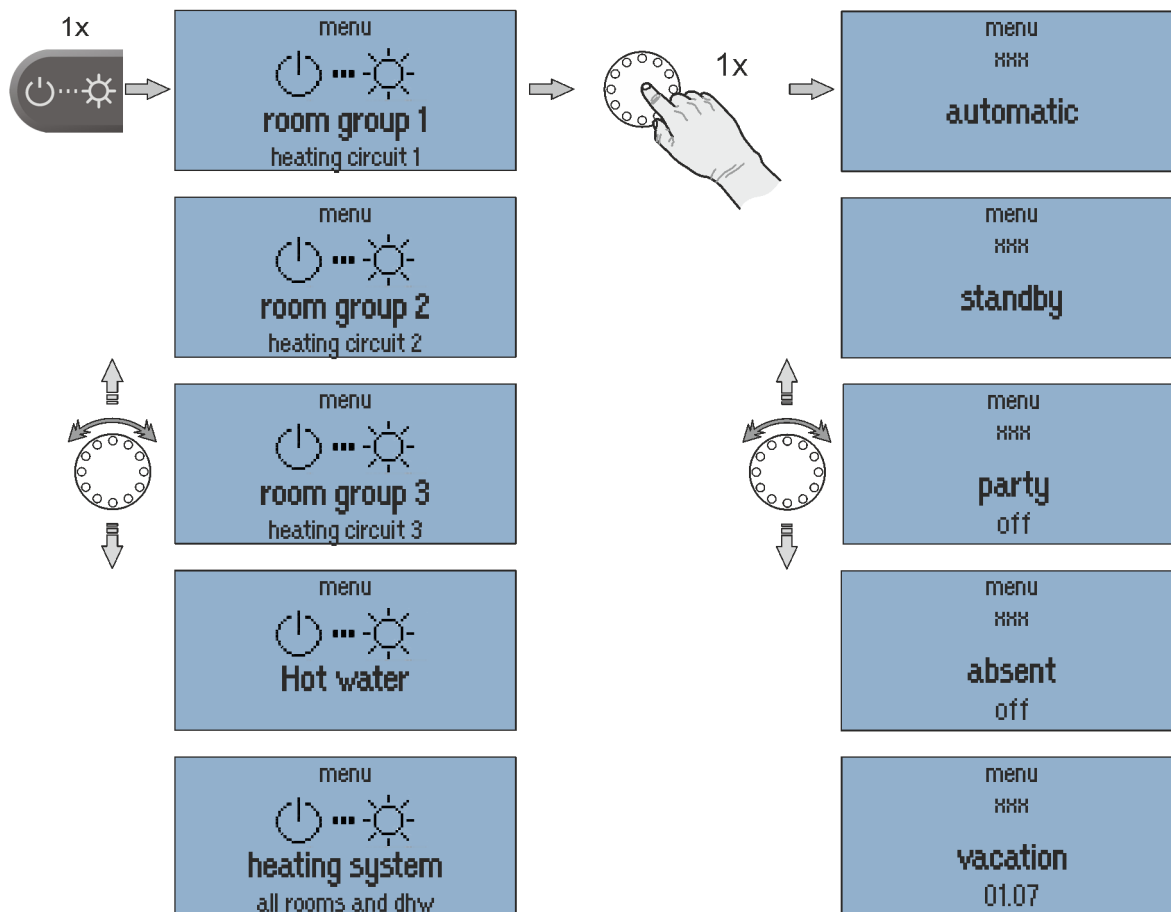 1x
menu
room group 1
heating circuit 1
1x
menu
xxx
automatic
menu
room group 2
heating circuit 2
menu
xxx
standby
menu
room group 3
heating circuit 3
menu
xxx
party
off
menu
Hot water
menu
xxx
absent
off
menu
heating system
all rooms and dhw
menu
xxx
vacation
01.07